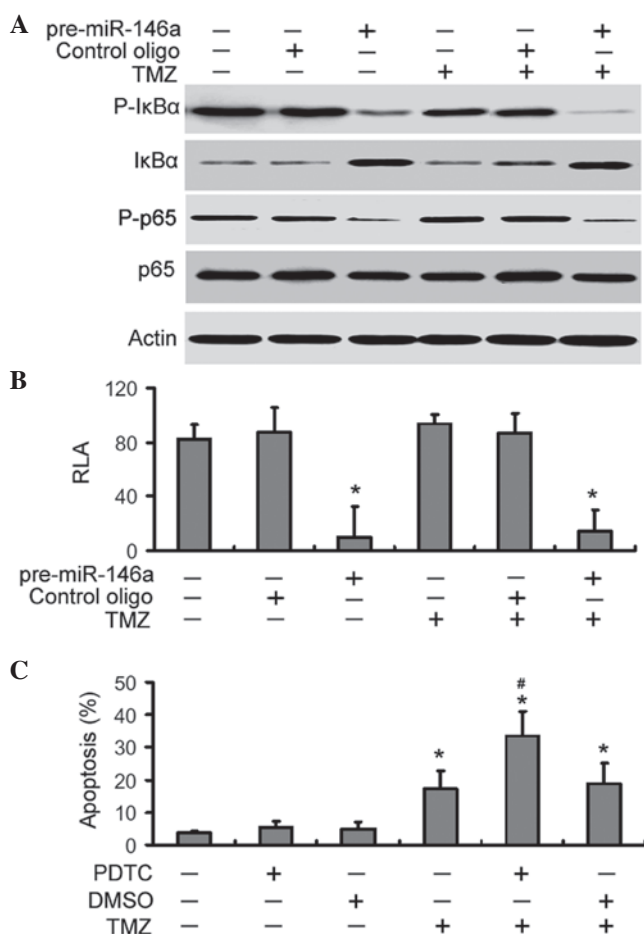 A
pre-miR-146a − − + − − +
Control oligo − + − − + −
TMZ − − − + + +
P-IκBα
IκBα
P-p65
p65
Actin
B
120
80
40
0
RLA
* *
pre-miR-146a − − + − − +
Control oligo − + − − + −
TMZ − − − + + +
C
50
40
30
20
10
0
Apoptosis (%)
#
* * *
PDTC − + − − + −
DMSO − − + − − +
TMZ − − − + + +